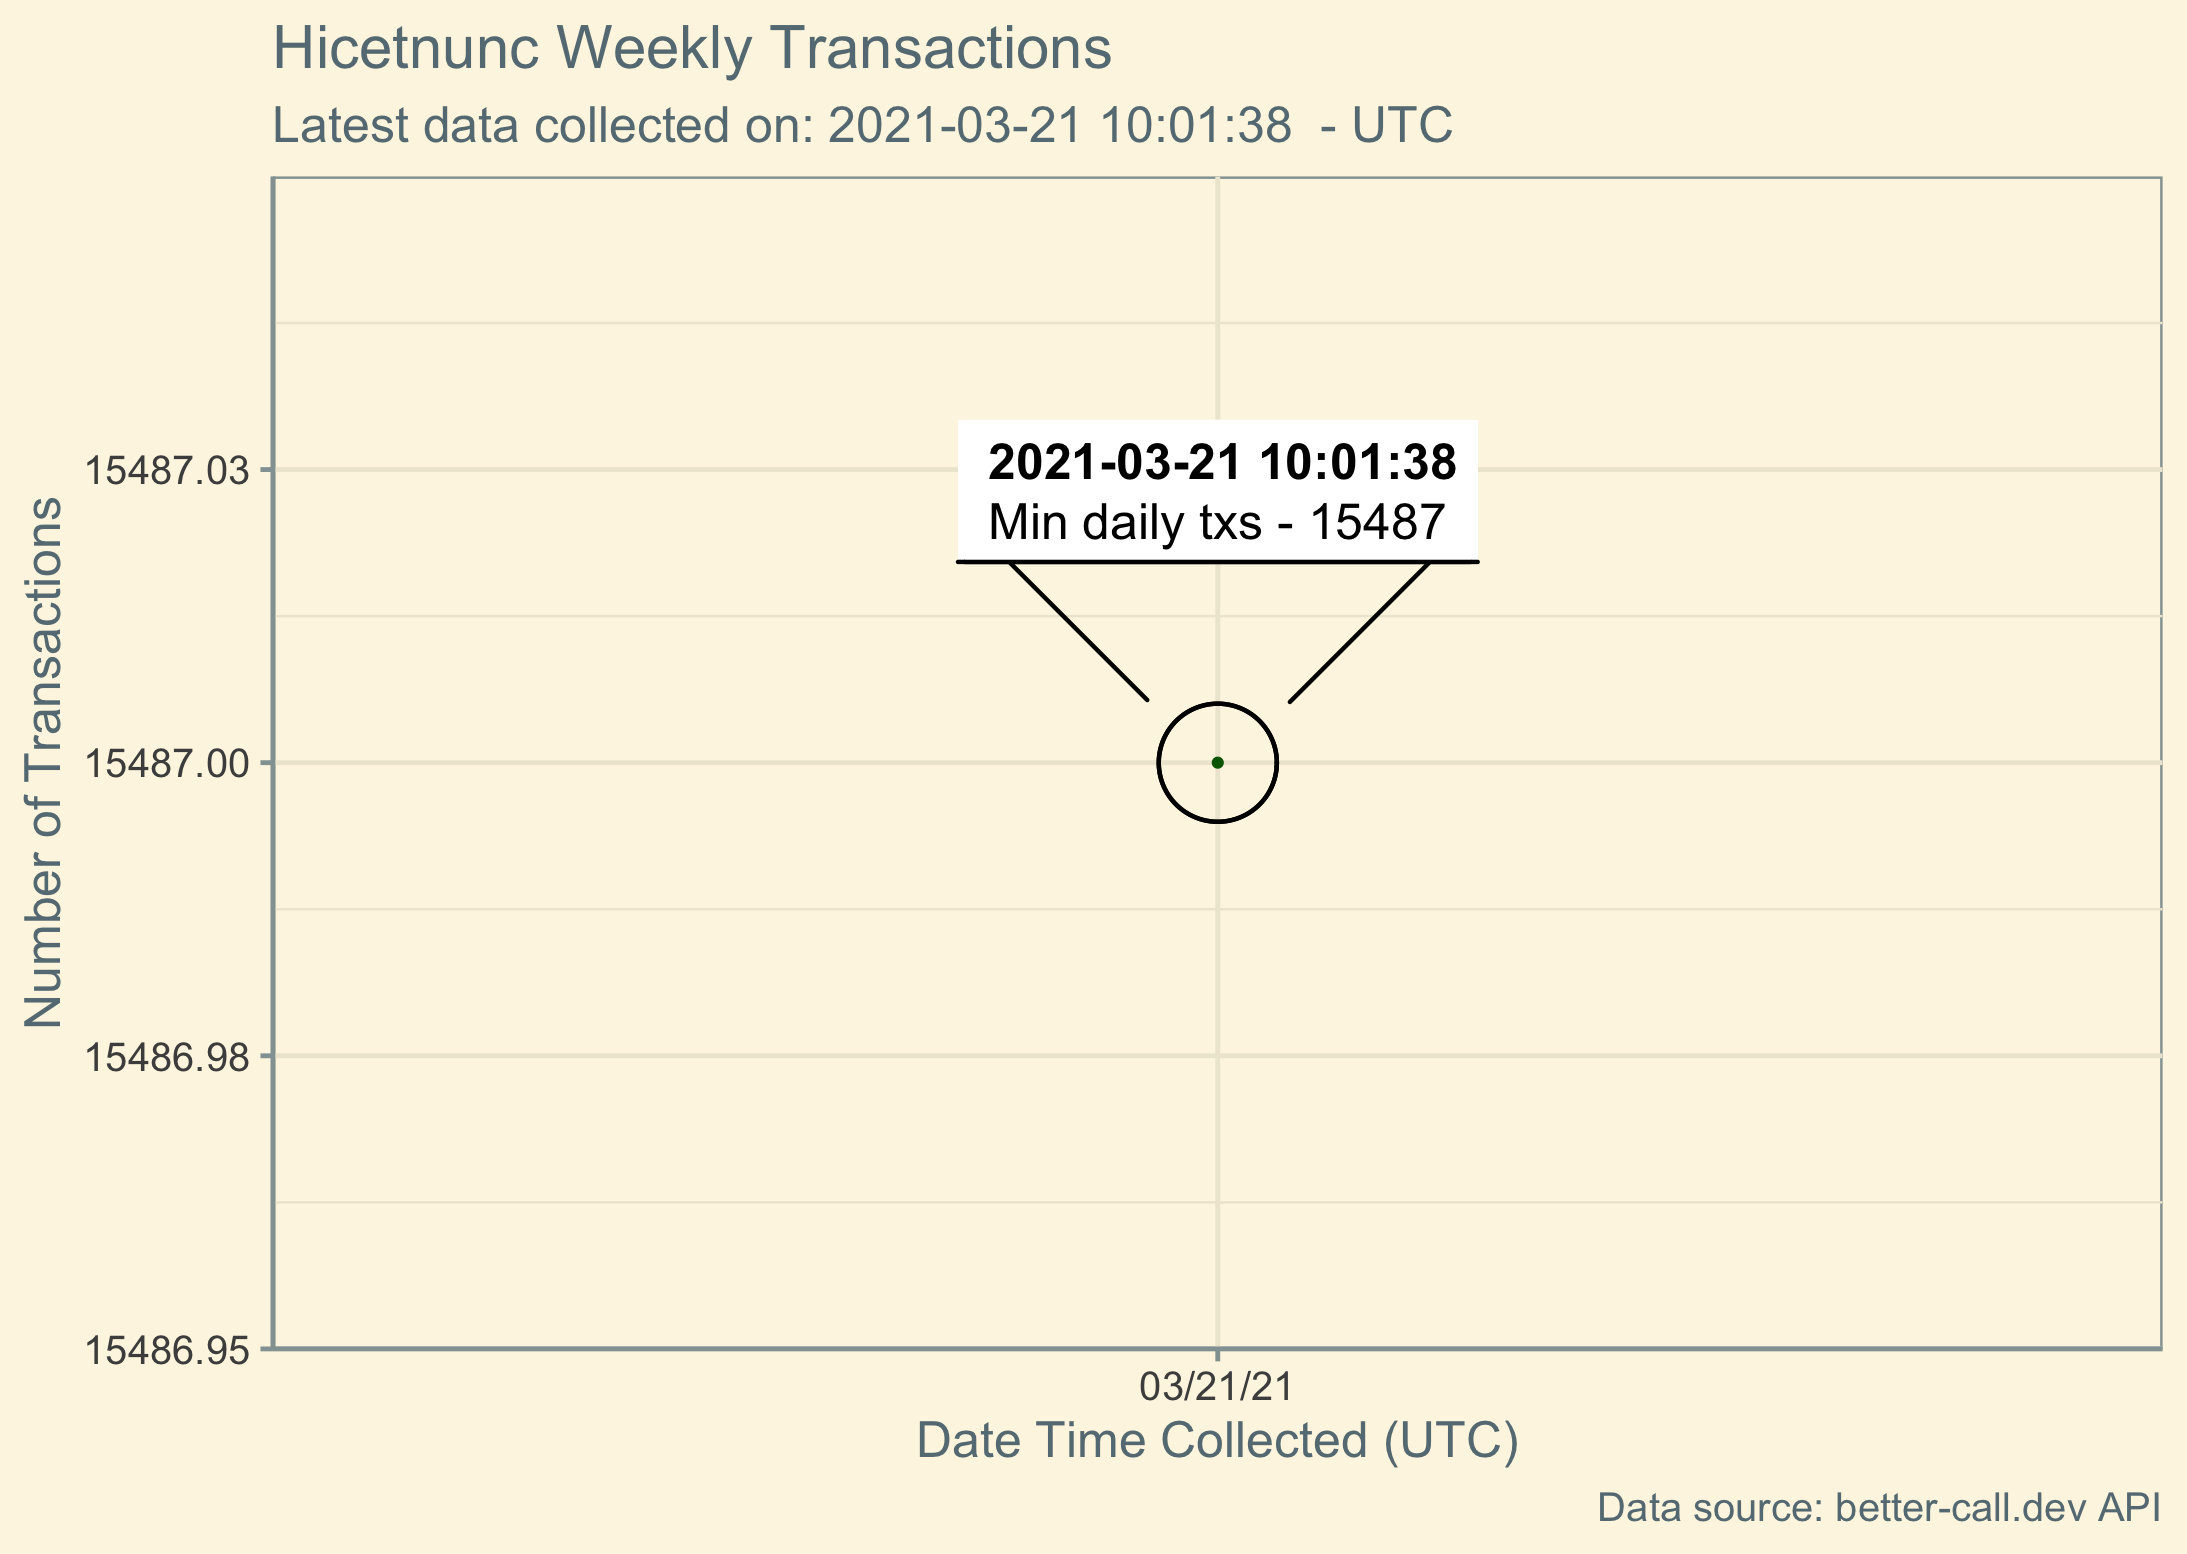 Hicetnunc Weekly Transactions
Latest data collected on: 2021-03-21 10:01:38  - UTC
Number of Transactions
15487.03
15487.00
15486.98
15486.95
2021-03-21 10:01:38
Min daily txs - 15487
03/21/21
Date Time Collected (UTC)
Data source: better-call.dev API